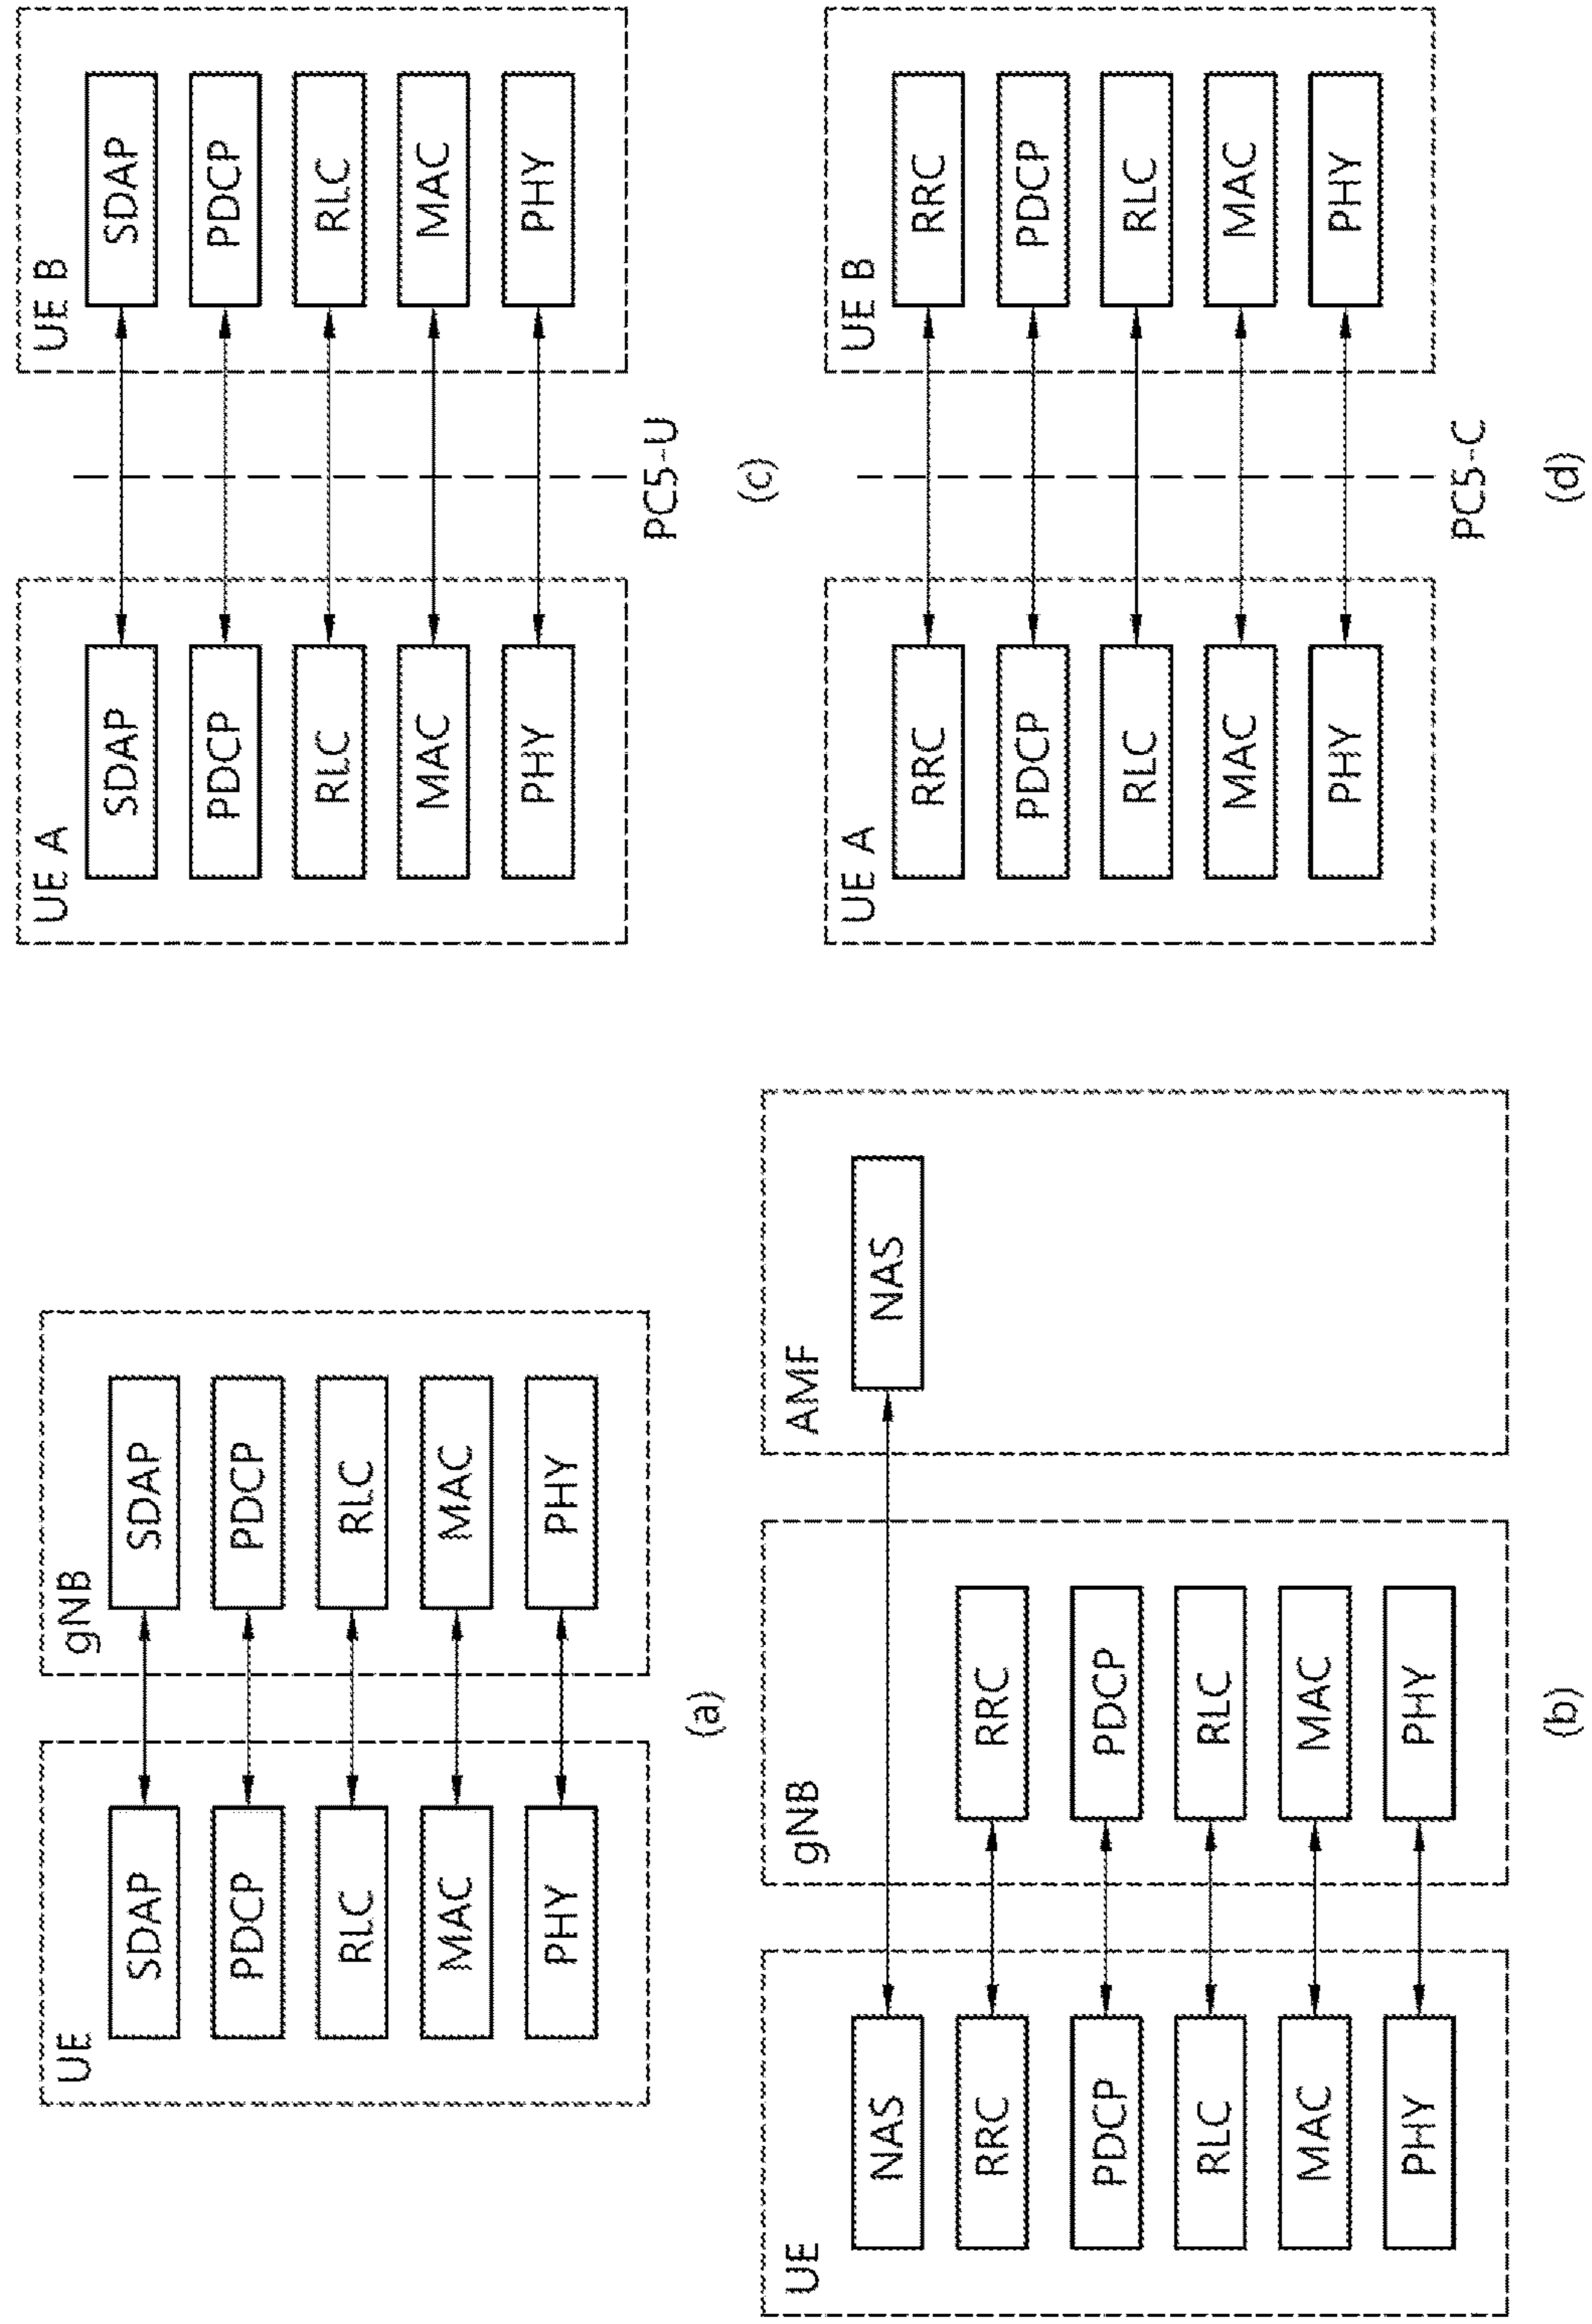 UE
gNB
SDAP
SDAP
PDCP
PDCP
RLC
RLC
MAC
MAC
PHY
PHY
(a)
UE
gNB
AMF
NAS
NAS
RRC
RRC
PDCP
PDCP
RLC
RLC
MAC
MAC
PHY
PHY
(b)
UE A
UE B
SDAP
SDAP
PDCP
PDCP
RLC
RLC
MAC
MAC
PHY
PHY
PC5-U
(c)
UE A
UE B
RRC
RRC
PDCP
PDCP
RLC
RLC
MAC
MAC
PHY
PHY
PC5-C
(d)